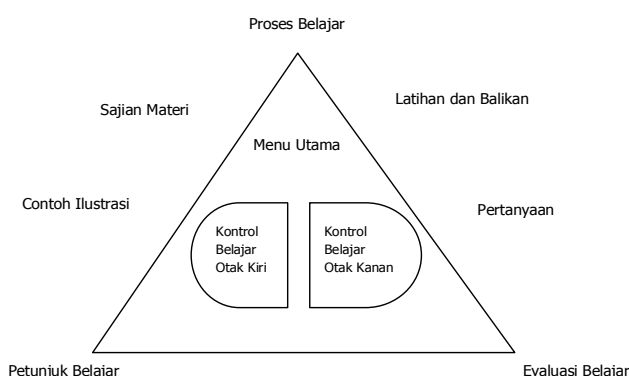 Proses Belajar
Sajian Materi
Latihan dan Balikan
Menu Utama
Contoh Ilustrasi
Pertanyaan
Kontrol
Belajar
Otak Kiri
Kontrol
Belajar
Otak Kanan
Petunjuk Belajar
Evaluasi Belajar